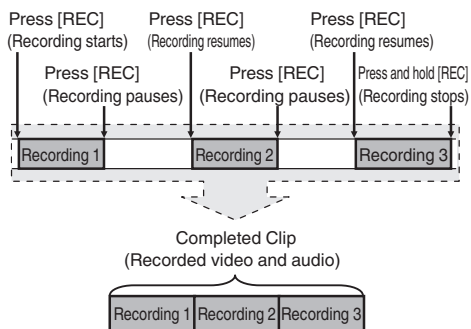 Press [REC]
(Recording starts)
Press [REC]
(Recording resumes)
Press [REC]
(Recording resumes)
Press [REC]
(Recording pauses)
Press [REC]
(Recording pauses)
Press and hold [REC]
(Recording stops)
Recording 1
Recording 2
Recording 3
Completed Clip
(Recorded video and audio)
Recording 1
Recording 2
Recording 3